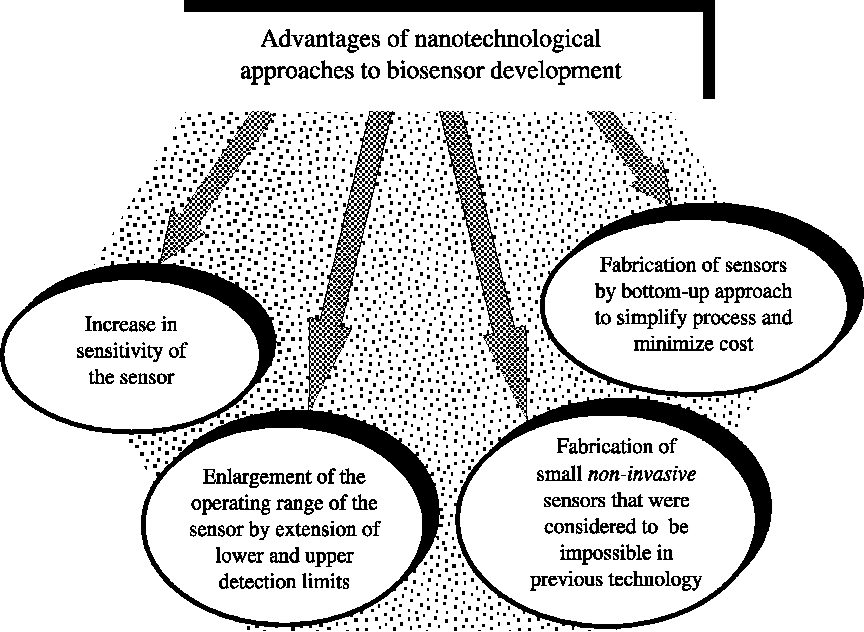 Advantages of nanotechnological
approaches to biosensor development
Increase in
sensitivity of
the sensor
Enlargement of the
operating range of the
sensor by extension of
lower and upper
detection limits
Fabrication of
small non-invasive
sensors that were
considered to be
impossible in
previous technology
Fabrication of sensors
by bottom-up approach
to simplify process and
minimize cost